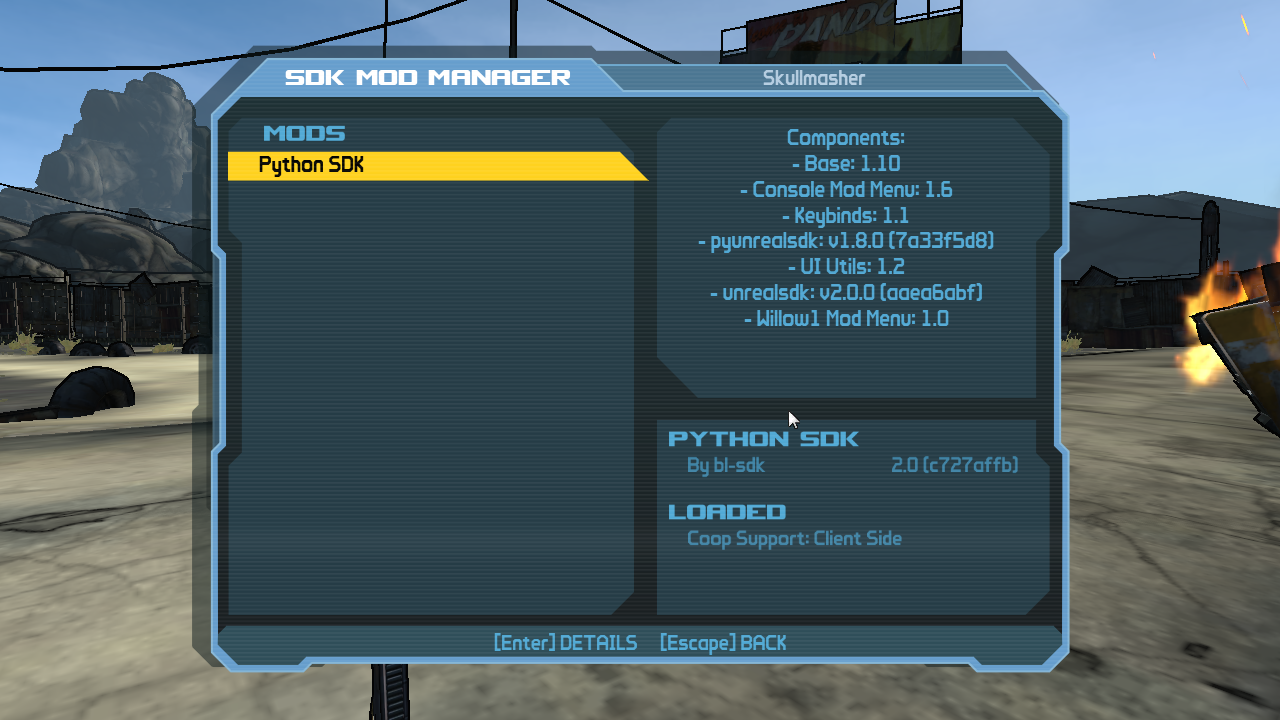 PANDO
SDK MOD MANAGER
Skullmasher
MODS
Python SDK
Components:
- Base: 1.10
- Console Mod Menu: 1.6
- Keybinds: 1.1
- pyunrealsdk: v1.8.0 (7a33f5d8)
- UI Utils: 1.2
- unrealsdk: v2.0.0 (aaea6abf)
- Willow1 Mod Menu: 1.0
PYTHON SDK
By bl-sdk 2.0 (c727affb)
LOADED
Coop Support: Client Side
[Enter] DETAILS [Escape] BACK